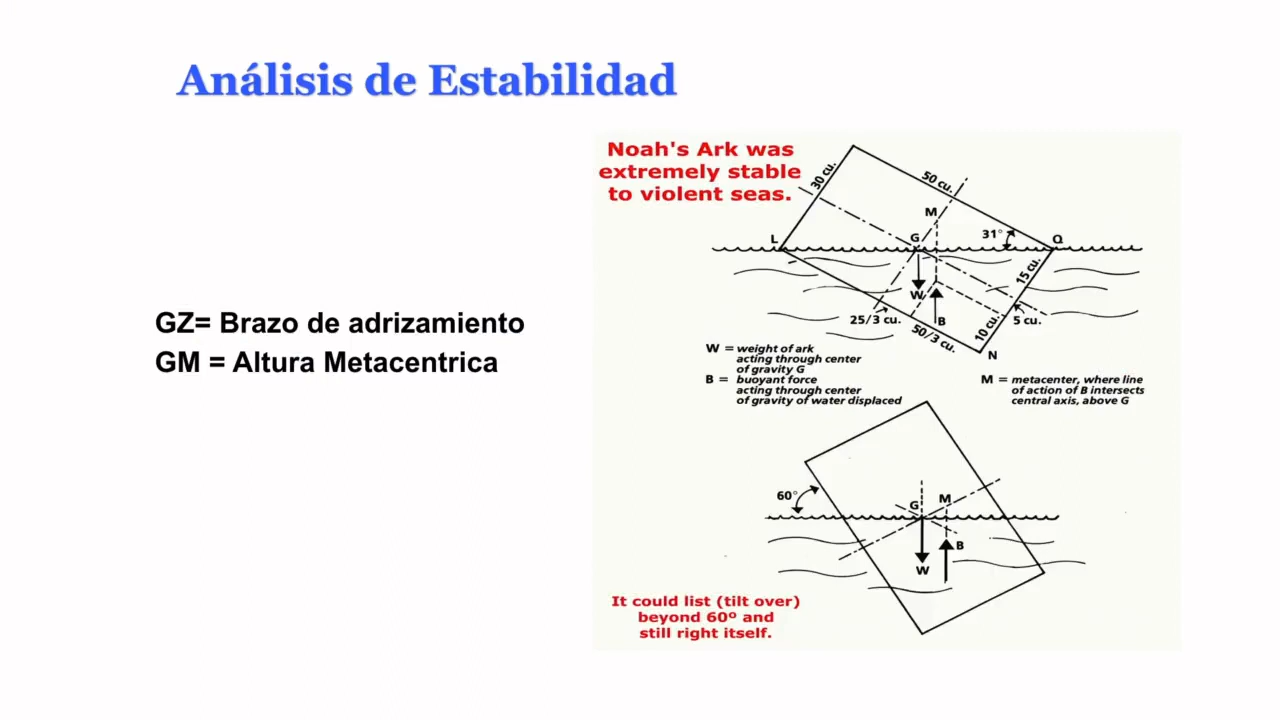 Análisis de Estabilidad
GZ= Brazo de adrizamiento
GM = Altura Metacentrica
Noah's Ark was
extremely stable
to violent seas.
30 cu.
50 cu.
M
L
G
31°
Q
W
B
15 cu.
25/3 cu.
50/3 cu.
10 cu.
5 cu.
N
W = weight of ark
acting through center
of gravity G
B = buoyant force
acting through center
of gravity of water displaced
M = metacenter, where line
of action of B intersects
central axis, above G
60°
G
M
B
W
It could list (tilt over)
beyond 60º and
still right itself.